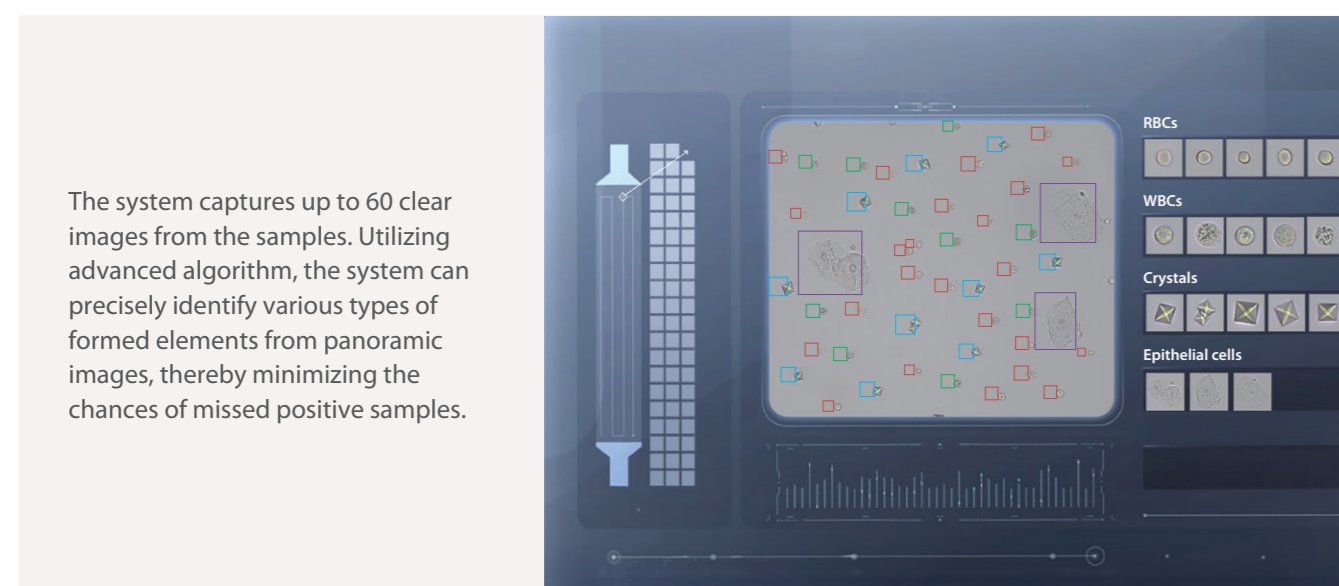 The system captures up to 60 clear
images from the samples. Utilizing
advanced algorithm, the system can
precisely identify various types of
formed elements from panoramic
images, thereby minimizing the
chances of missed positive samples.
RBCs
WBCs
Crystals
Epithelial cells